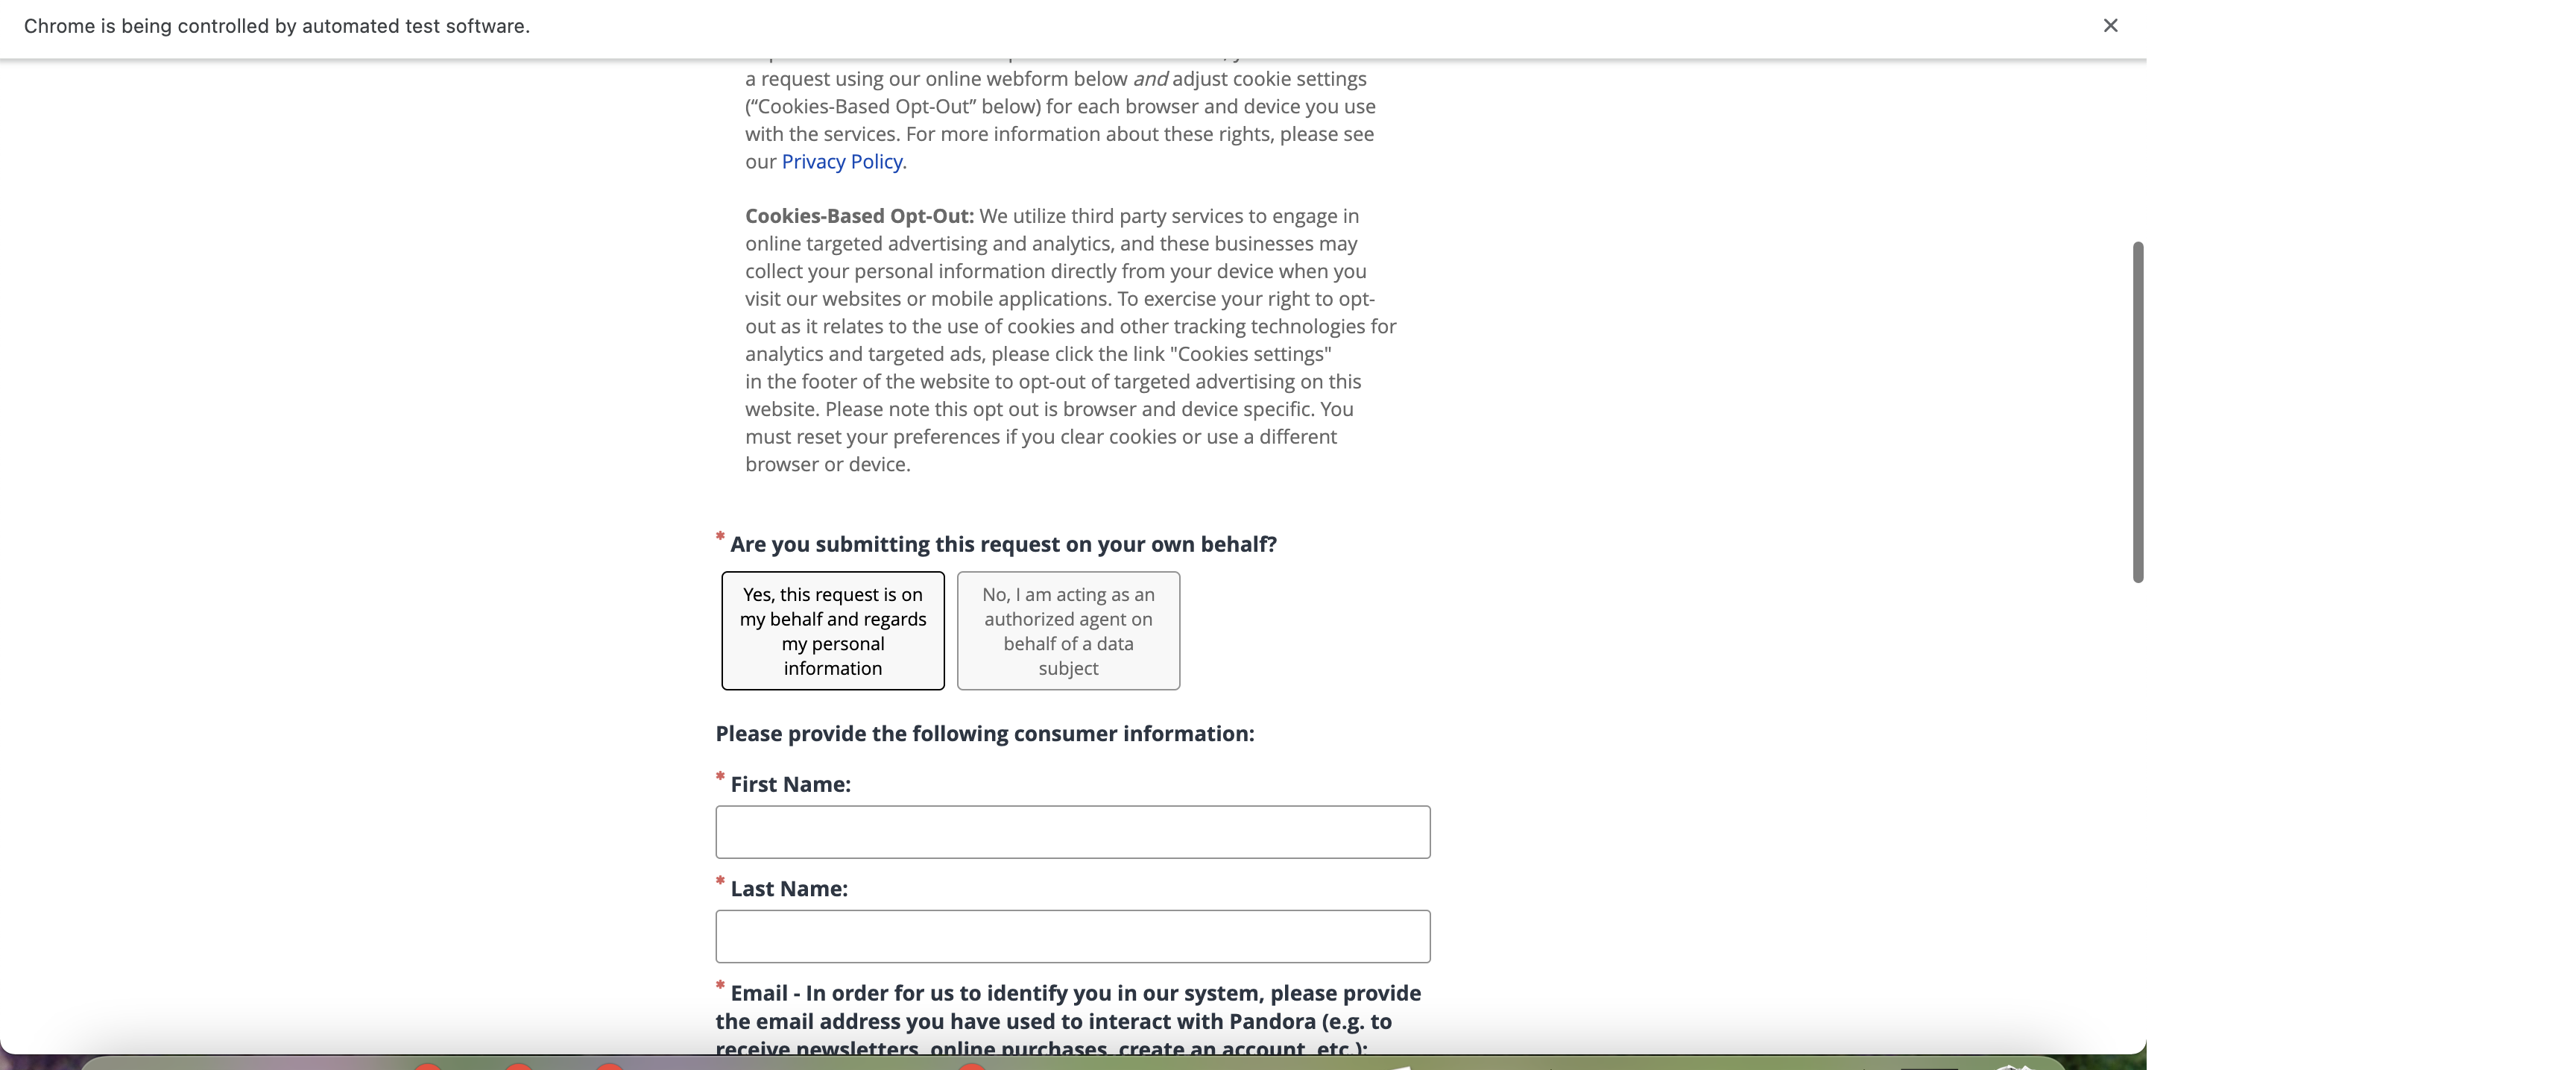 Chrome is being controlled by automated test software.
a request using our online webform below and adjust cookie settings
(“Cookies-Based Opt-Out” below) for each browser and device you use
with the services. For more information about these rights, please see
our Privacy Policy.
Cookies-Based Opt-Out: We utilize third party services to engage in
online targeted advertising and analytics, and these businesses may
collect your personal information directly from your device when you
visit our websites or mobile applications. To exercise your right to opt-
out as it relates to the use of cookies and other tracking technologies for
analytics and targeted ads, please click the link "Cookies settings"
in the footer of the website to opt-out of targeted advertising on this
website. Please note this opt out is browser and device specific. You
must reset your preferences if you clear cookies or use a different
browser or device.
* Are you submitting this request on your own behalf?
Yes, this request is on
my behalf and regards
my personal
information
No, I am acting as an
authorized agent on
behalf of a data
subject
Please provide the following consumer information:
* First Name:
* Last Name:
* Email - In order for us to identify you in our system, please provide
the email address you have used to interact with Pandora (e.g. to
receive newsletters, online purchases, create an account, etc.):